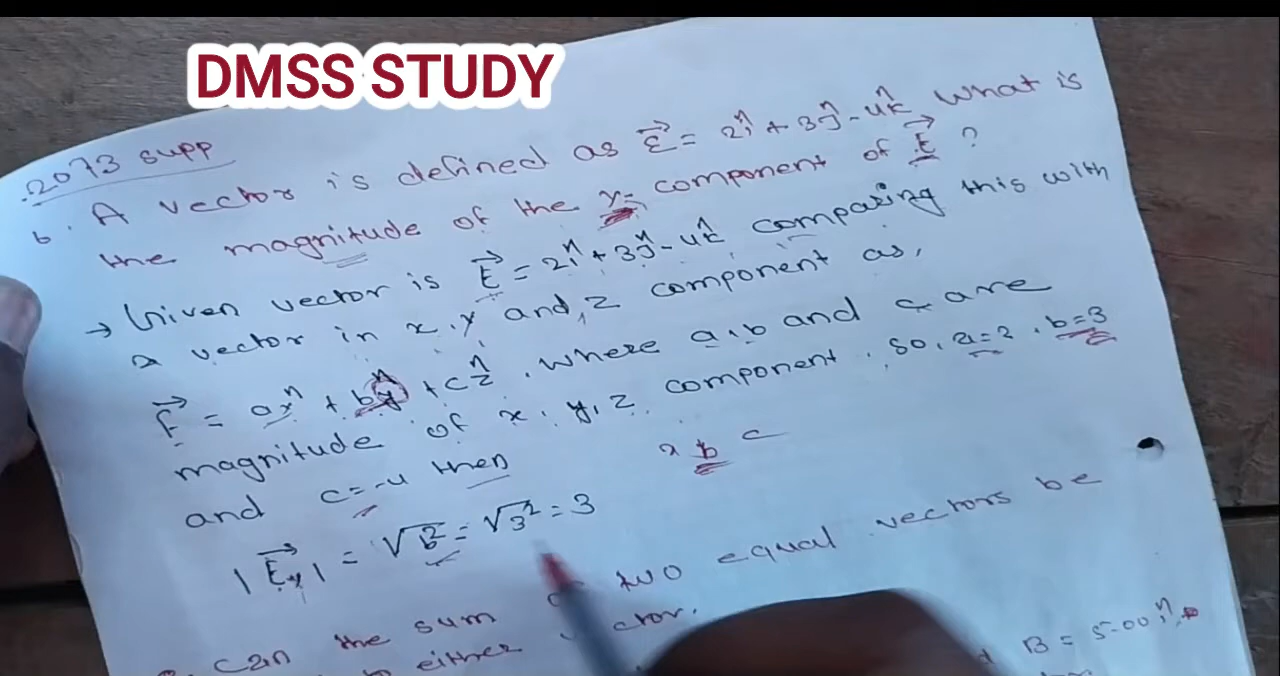 DMSS STUDY
2073 supp
6. A vector is defined as E⃗ = 2î + 3ĵ - 4k̂ what is
the magnitude of the y- component of E⃗ ?
→ Given vector is E⃗ = 2î + 3ĵ - 4k̂ comparing this with
a vector in x, y and, z component as,
F⃗ = ax̂ + bŷ + cẑ . where a, b and c are
magnitude of x, y, z component. So, a=2, b=3
and c=-4 then
a b c
|E⃗y| = √b² = √3² = 3
Can the sum two equal vectors be
either
B = 5.00 î